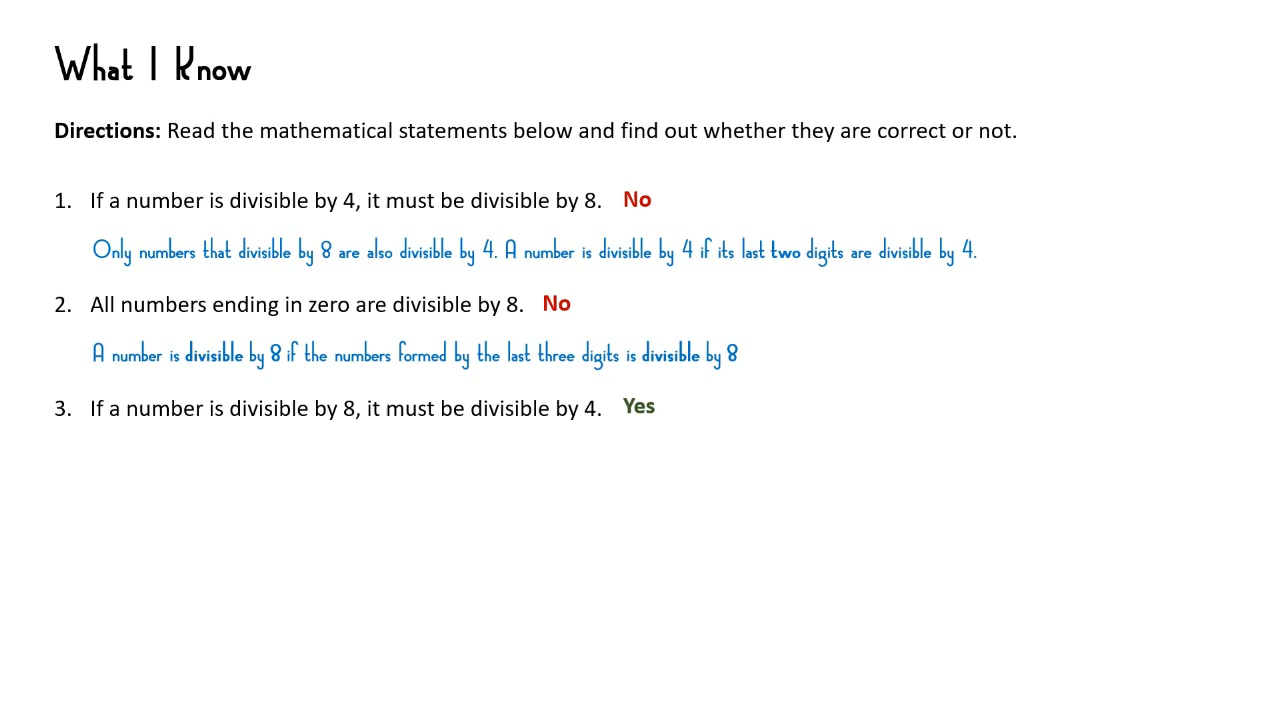 What I Know
Directions: Read the mathematical statements below and find out whether they are correct or not.
1. If a number is divisible by 4, it must be divisible by 8. No
Only numbers that divisible by 8 are also divisible by 4. A number is divisible by 4 if its last two digits are divisible by 4.
2. All numbers ending in zero are divisible by 8. No
A number is divisible by 8 if the numbers formed by the last three digits is divisible by 8
3. If a number is divisible by 8, it must be divisible by 4. Yes